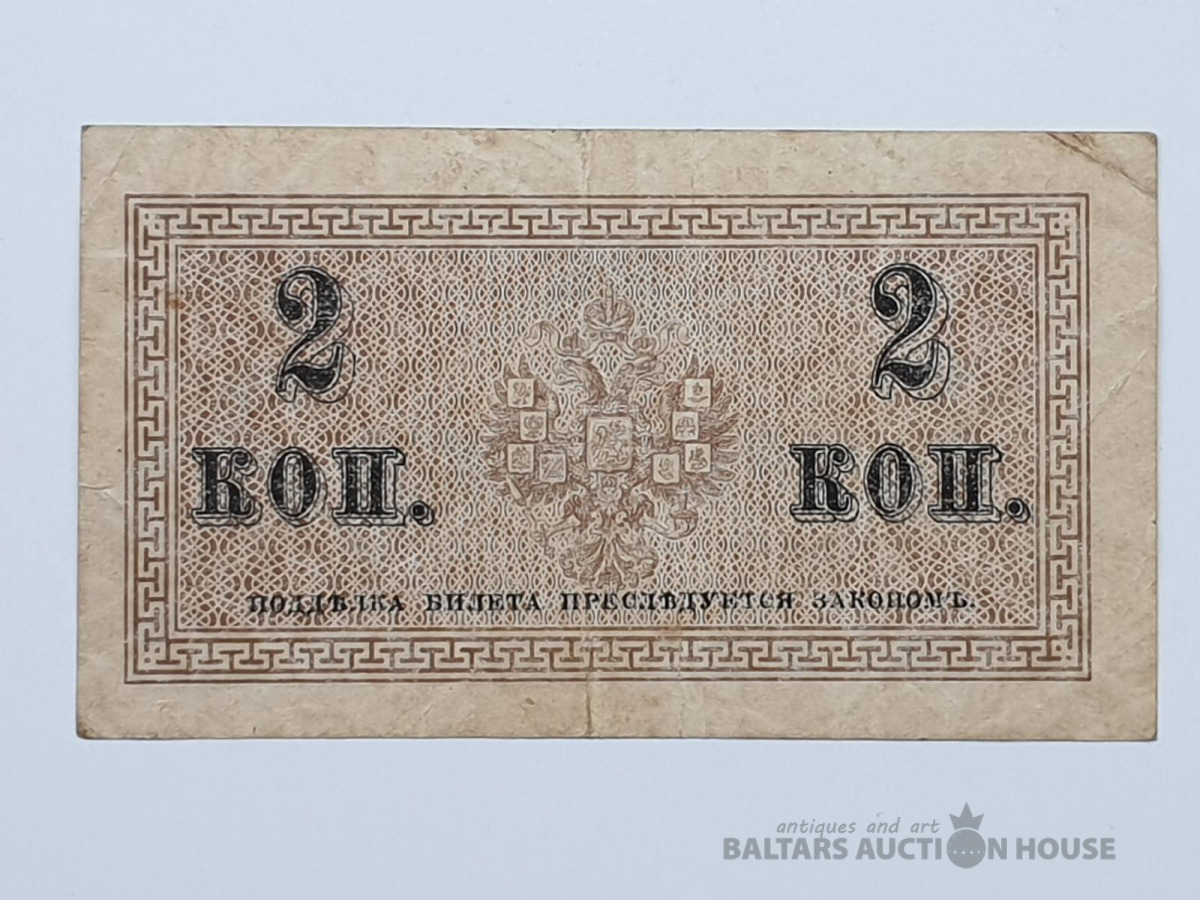 2 2
КОП. КОП.
ПОДДѢЛКА БИЛЕТА ПРЕСЛѢДУЕТСЯ ЗАКОНОМЪ.
antiques and art
BALTARS AUCTION HOUSE